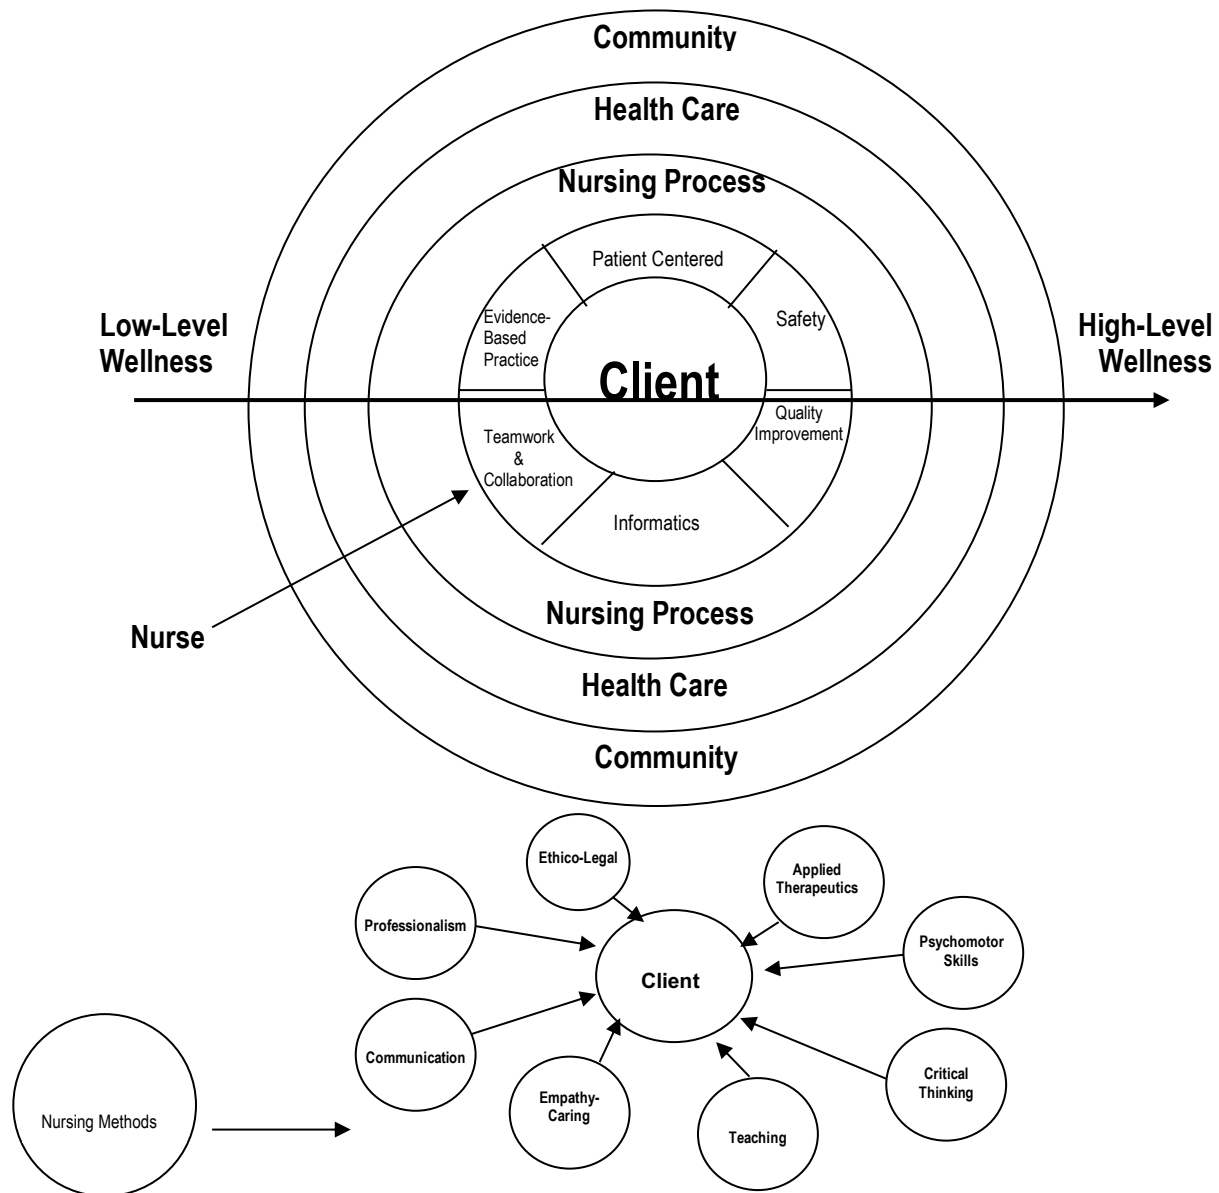 Community
Health Care
Nursing Process
Patient Centered
Evidence-
Based
Practice
Safety
Low-Level
Wellness
High-Level
Wellness
Client
Quality
Improvement
Teamwork
&
Collaboration
Informatics
Nurse
Nursing Process
Health Care
Community
Ethico-Legal
Applied
Therapeutics
Professionalism
Psychomotor
Skills
Client
Communication
Empathy-
Caring
Critical
Thinking
Teaching
Nursing Methods